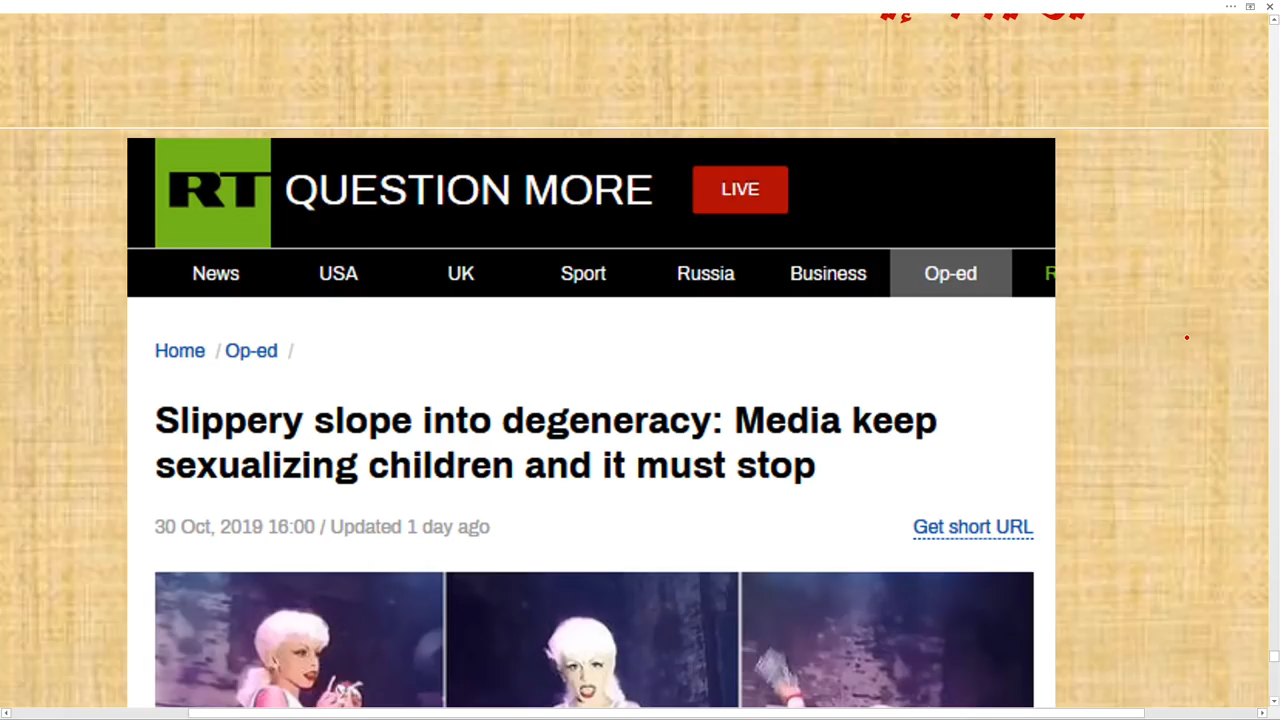 RT QUESTION MORE LIVE
News USA UK Sport Russia Business Op-ed
Home / Op-ed /
Slippery slope into degeneracy: Media keep
sexualizing children and it must stop
30 Oct, 2019 16:00 / Updated 1 day ago Get short URL